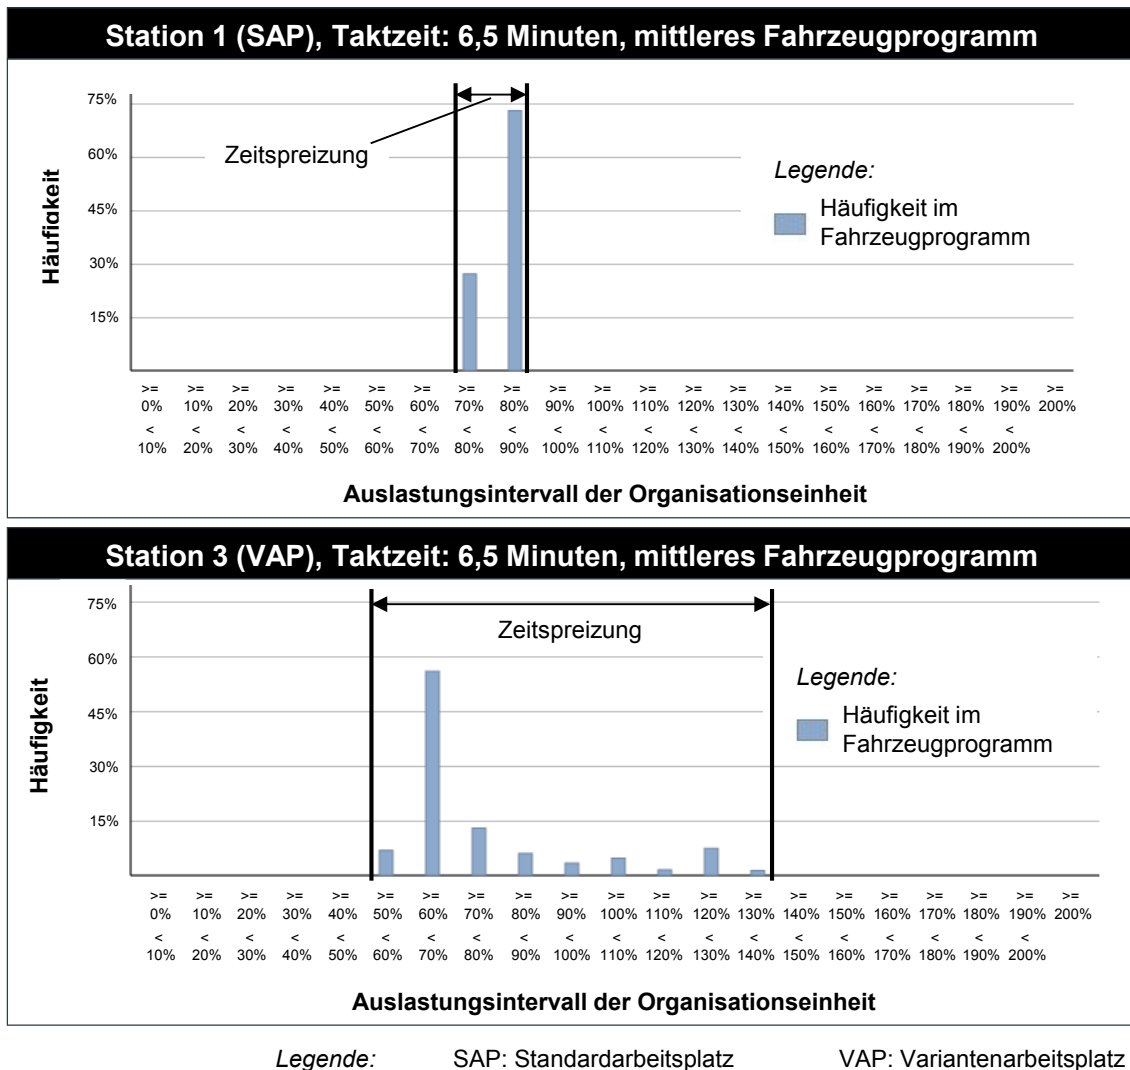 Station 1 (SAP), Taktzeit: 6,5 Minuten, mittleres Fahrzeugprogramm
75%
60%
45%
30%
15%
Häufigkeit
Zeitspreizung
Legende:
Häufigkeit im
Fahrzeugprogramm
>= >= >= >= >= >= >= >= >= >= >= >= >= >= >= >= >= >= >= >= >=
0% 10% 20% 30% 40% 50% 60% 70% 80% 90% 100% 110% 120% 130% 140% 150% 160% 170% 180% 190% 200%
< < < < < < < < < < < < < < < < < < < <
10% 20% 30% 40% 50% 60% 70% 80% 90% 100% 110% 120% 130% 140% 150% 160% 170% 180% 190% 200%
Auslastungsintervall der Organisationseinheit
Station 3 (VAP), Taktzeit: 6,5 Minuten, mittleres Fahrzeugprogramm
75%
60%
45%
30%
15%
Häufigkeit
Zeitspreizung
Legende:
Häufigkeit im
Fahrzeugprogramm
>= >= >= >= >= >= >= >= >= >= >= >= >= >= >= >= >= >= >= >= >=
0% 10% 20% 30% 40% 50% 60% 70% 80% 90% 100% 110% 120% 130% 140% 150% 160% 170% 180% 190% 200%
< < < < < < < < < < < < < < < < < < < <
10% 20% 30% 40% 50% 60% 70% 80% 90% 100% 110% 120% 130% 140% 150% 160% 170% 180% 190% 200%
Auslastungsintervall der Organisationseinheit
Legende: SAP: Standardarbeitsplatz VAP: Variantenarbeitsplatz